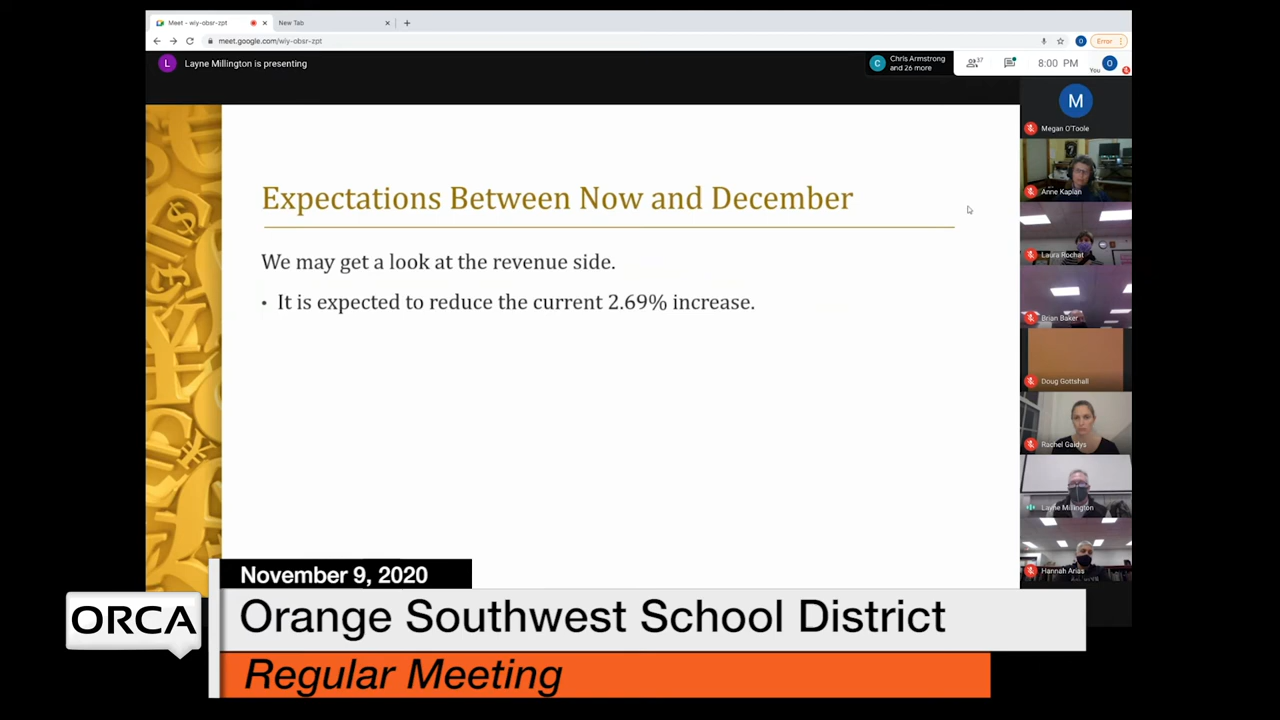 Meet - wiy-obsr-zpt
New Tab
meet.google.com/wiy-obsr-zpt
Error
L
Layne Millington is presenting
C
Chris Armstrong
and 26 more
37
8:00 PM
You
O
M
Megan O'Toole
Anne Kaplan
Laura Rochat
Brian Baker
Doug Gottshall
Rachel Gaidys
Layne Millington
Hannah Arias
Expectations Between Now and December
We may get a look at the revenue side.
• It is expected to reduce the current 2.69% increase.
November 9, 2020
ORCA
Orange Southwest School District
Regular Meeting